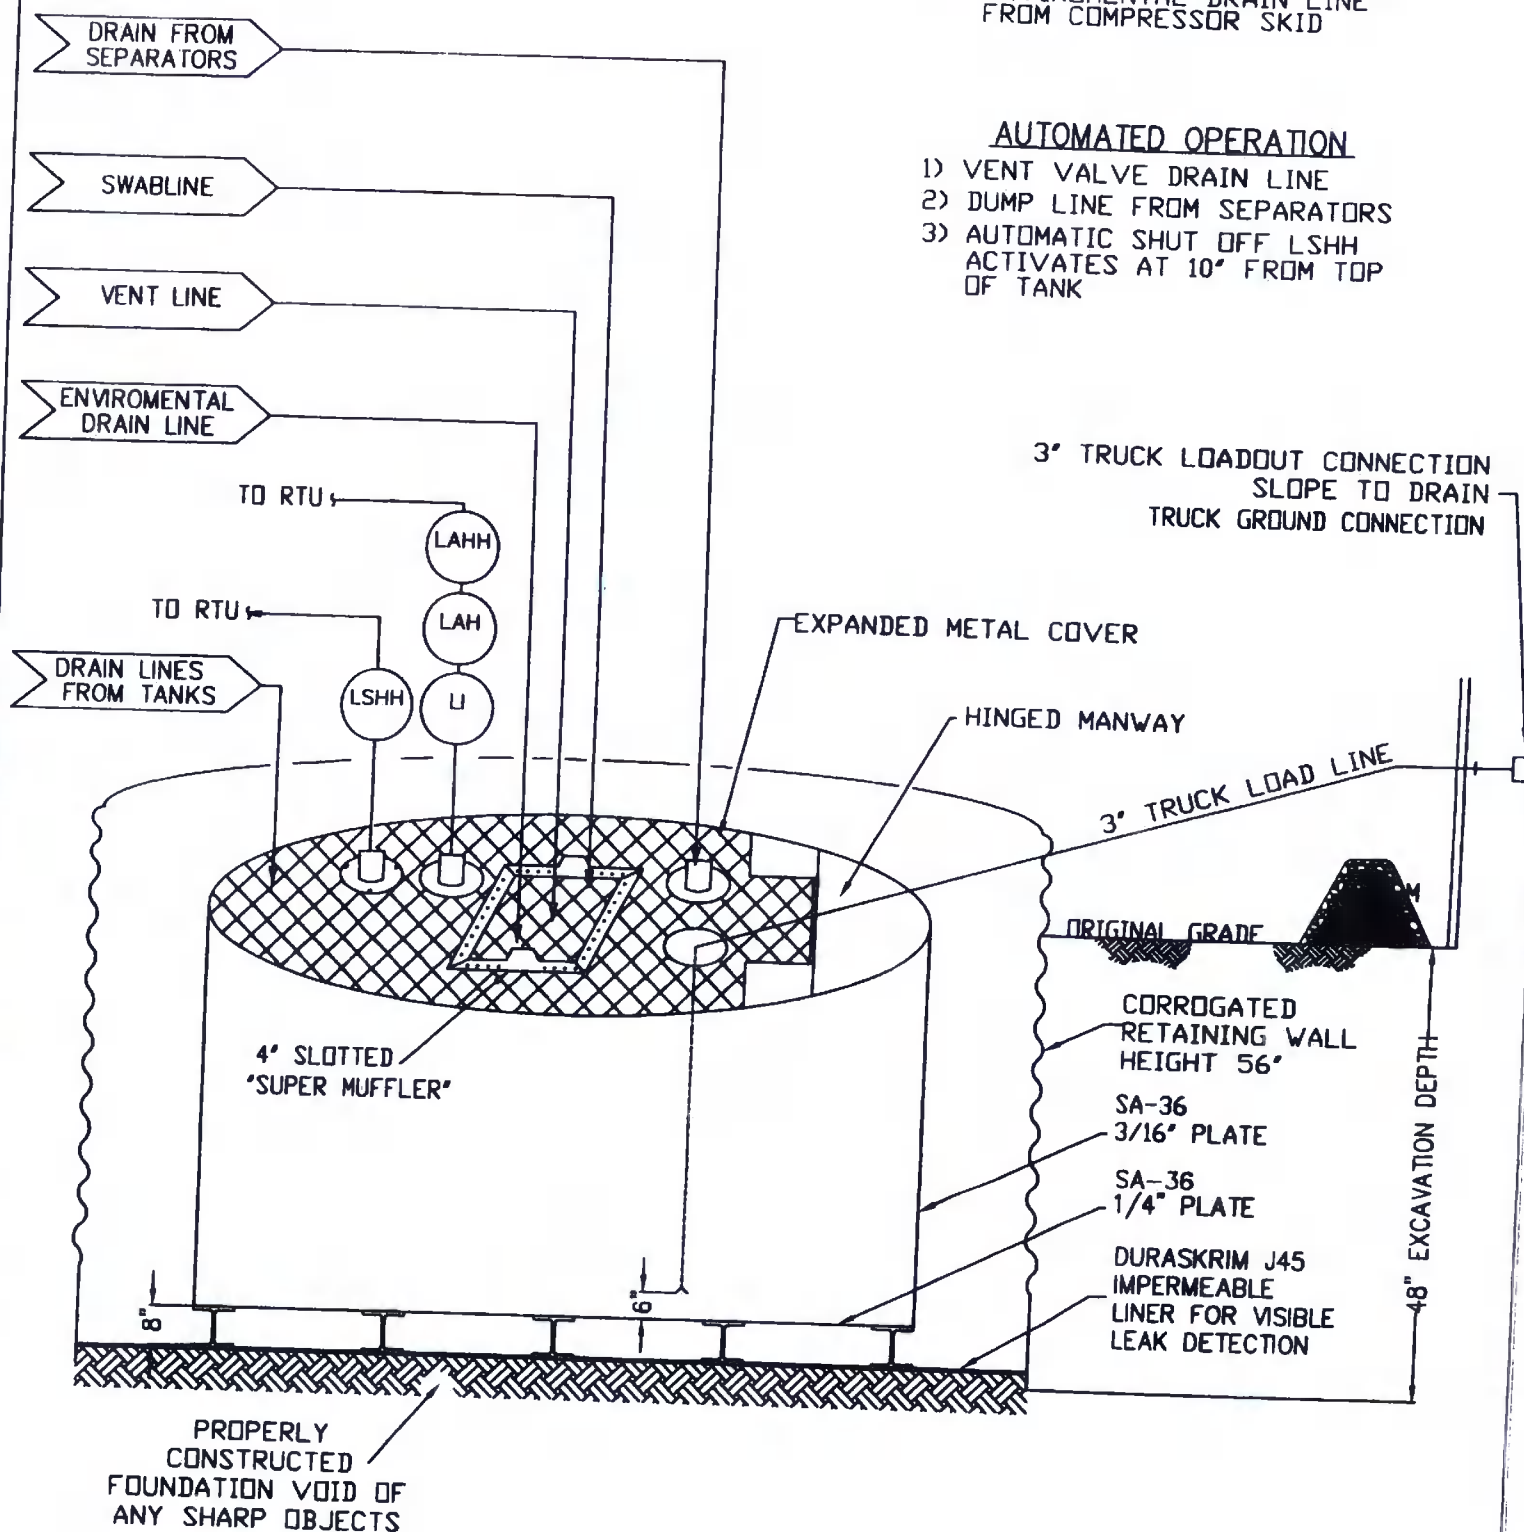 DRAIN LINE
FROM COMPRESSOR SKID
DRAIN FROM
SEPARATORS
AUTOMATED OPERATION
1) VENT VALVE DRAIN LINE
2) DUMP LINE FROM SEPARATORS
3) AUTOMATIC SHUT OFF LSHH
ACTIVATES AT 10" FROM TOP
OF TANK
SWABLINE
VENT LINE
ENVIROMENTAL
DRAIN LINE
3" TRUCK LOADOUT CONNECTION
SLOPE TO DRAIN
TRUCK GROUND CONNECTION
TO RTU
LAHH
TO RTU
LAH
EXPANDED METAL COVER
DRAIN LINES
FROM TANKS
LSHH
LI
HINGED MANWAY
3" TRUCK LOAD LINE
ORIGINAL GRADE
CORROGATED
RETAINING WALL
HEIGHT 56"
4" SLOTTED
"SUPER MUFFLER"
SA-36
3/16" PLATE
SA-36
1/4" PLATE
48" EXCAVATION DEPTH
DURASKRIM J45
IMPERMEABLE
LINER FOR VISIBLE
LEAK DETECTION
8"
6"
PROPERLY
CONSTRUCTED
FOUNDATION VOID OF
ANY SHARP OBJECTS